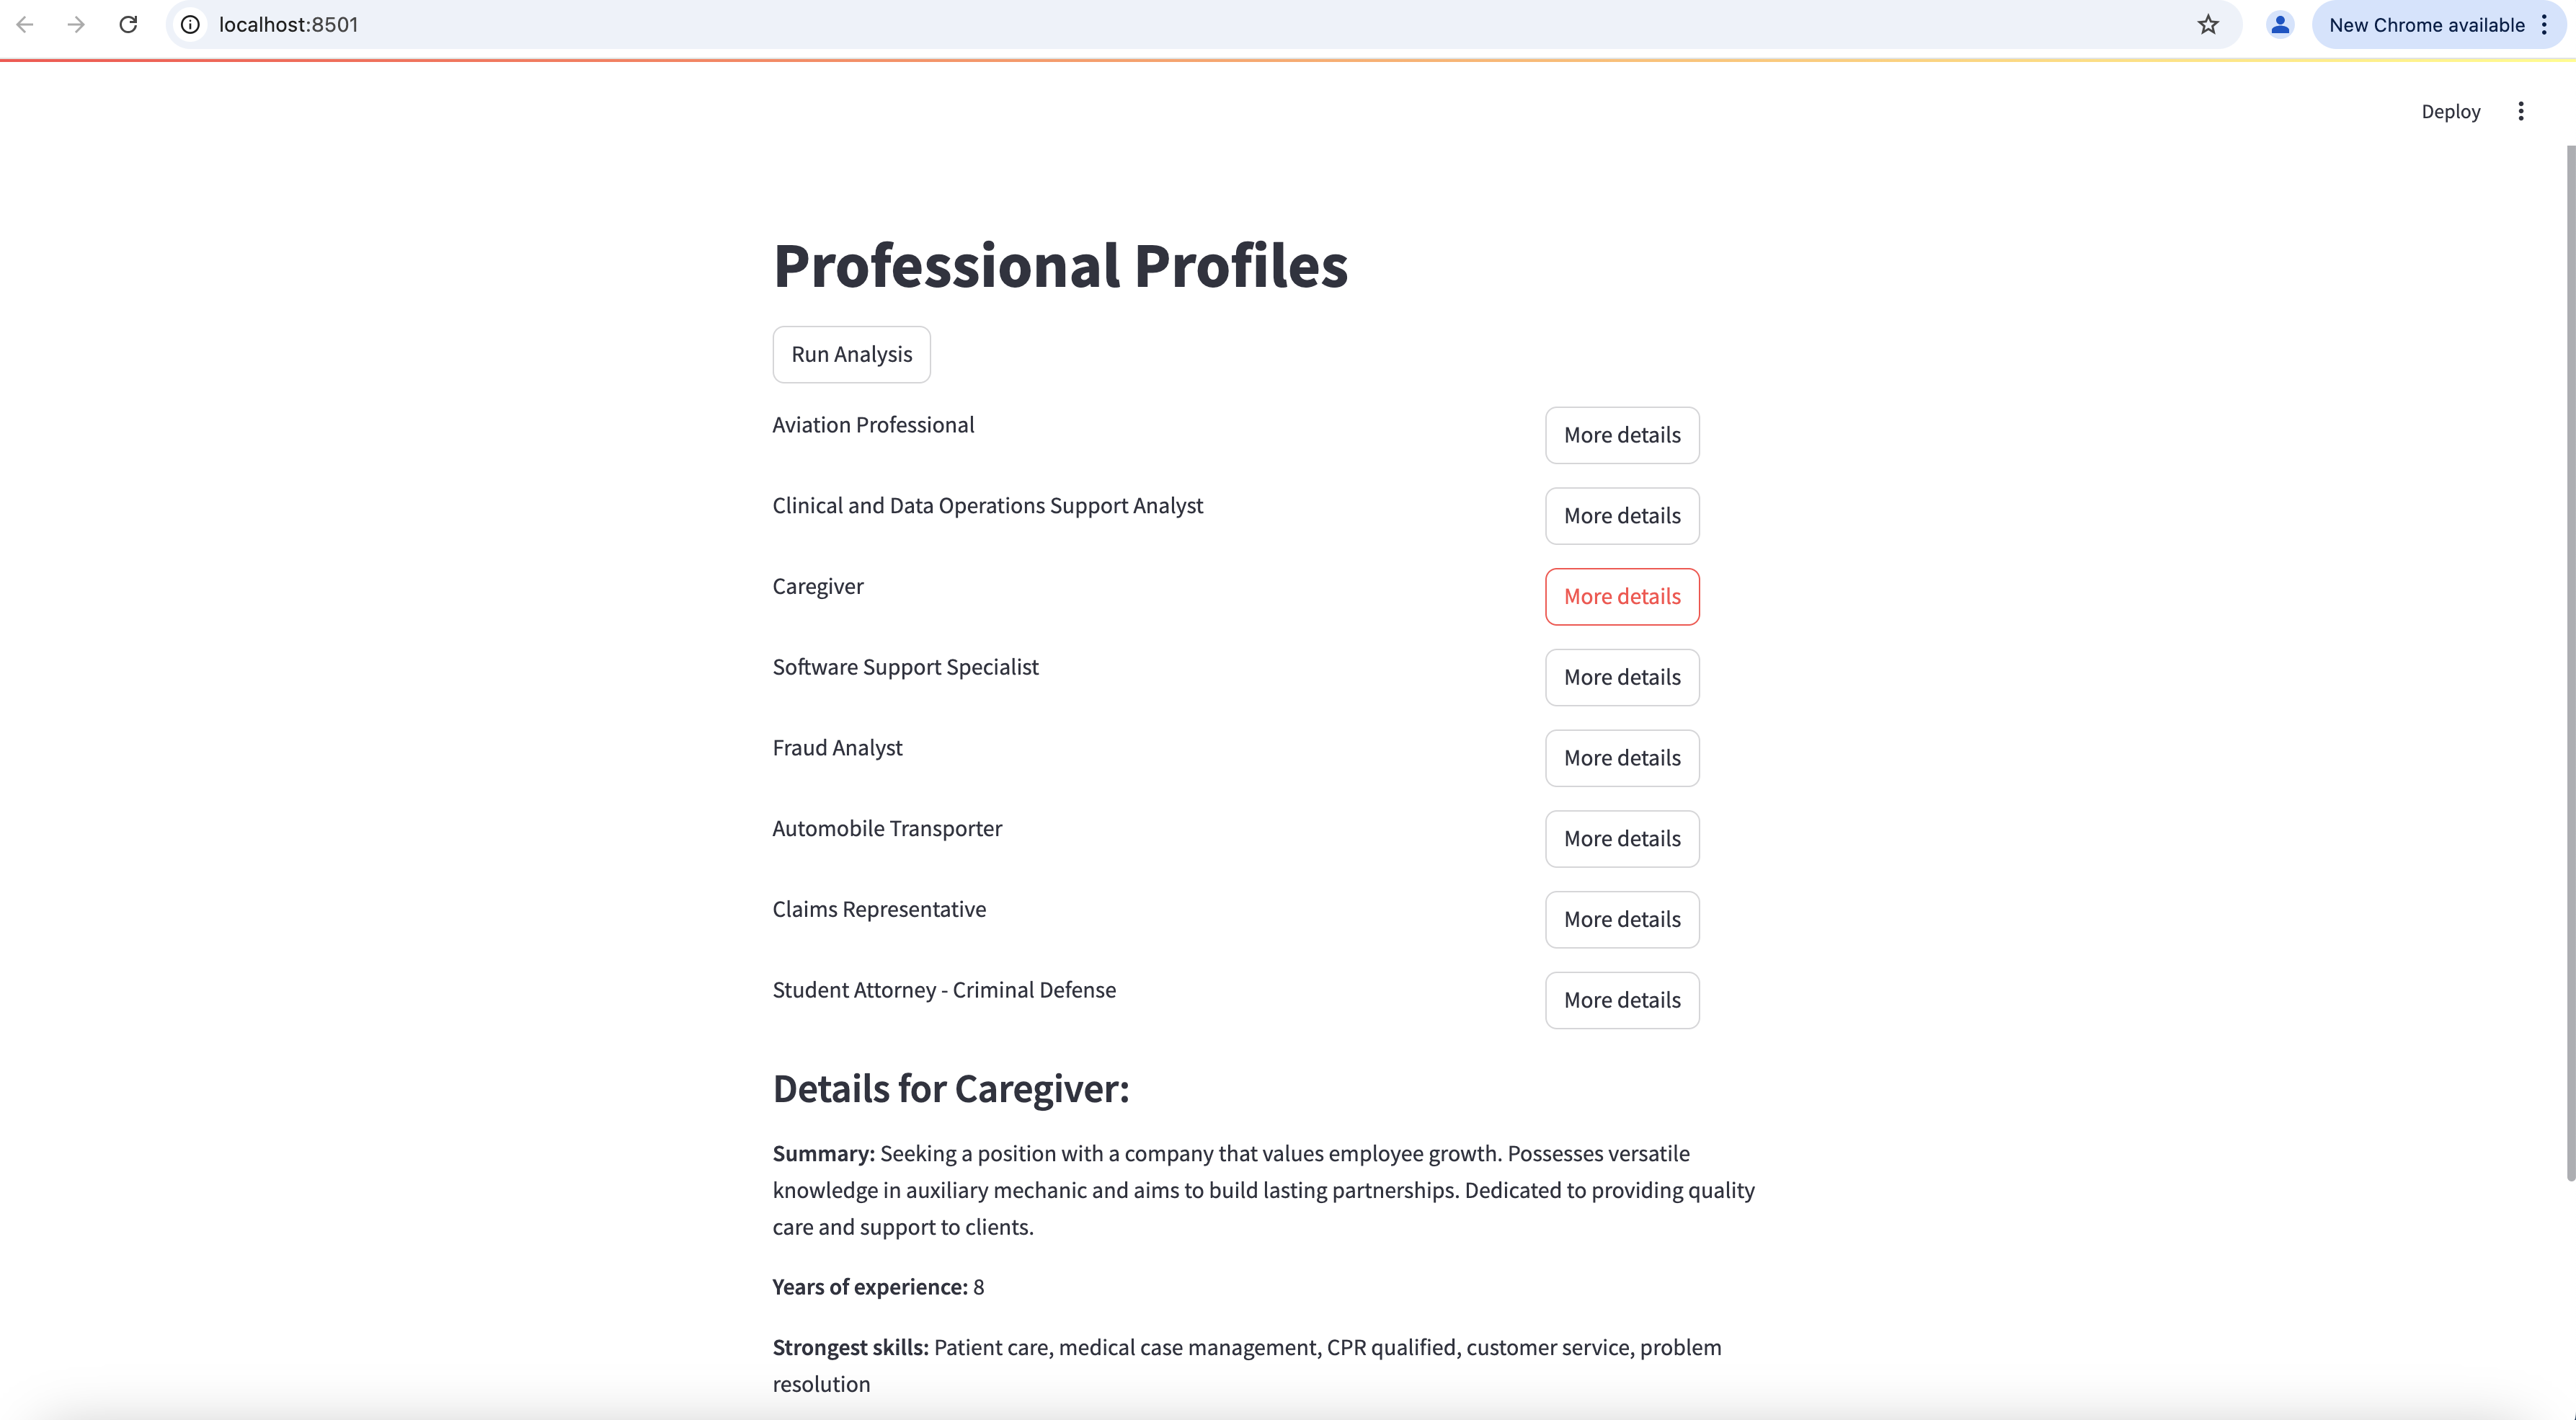 localhost:8501
New Chrome available
Deploy
Professional Profiles
Run Analysis
Aviation Professional
More details
Clinical and Data Operations Support Analyst
More details
Caregiver
More details
Software Support Specialist
More details
Fraud Analyst
More details
Automobile Transporter
More details
Claims Representative
More details
Student Attorney - Criminal Defense
More details
Details for Caregiver:
Summary: Seeking a position with a company that values employee growth. Possesses versatile
knowledge in auxiliary mechanic and aims to build lasting partnerships. Dedicated to providing quality
care and support to clients.
Years of experience: 8
Strongest skills: Patient care, medical case management, CPR qualified, customer service, problem
resolution